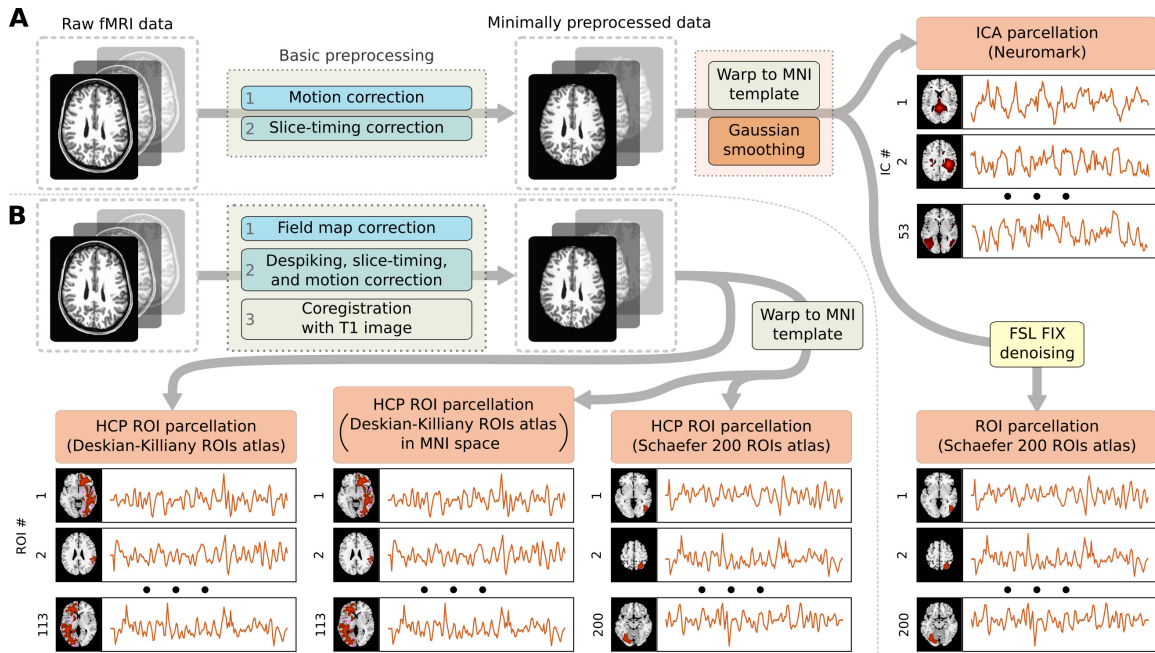 A
Raw fMRI data
Basic preprocessing
1 Motion correction
2 Slice-timing correction
Minimally preprocessed data
Warp to MNI
template
Gaussian
smoothing
ICA parcellation
(Neuromark)
IC #
1
2
53
FSL FIX
denoising
ROI parcellation
(Schaefer 200 ROIs atlas)
1
2
200
B
1 Field map correction
2 Despiking, slice-timing,
and motion correction
3 Coregistration
with T1 image
Warp to MNI
template
HCP ROI parcellation
(Deskian-Killiany ROIs atlas)
ROI #
1
2
113
HCP ROI parcellation
(Deskian-Killiany ROIs atlas
in MNI space)
1
2
113
HCP ROI parcellation
(Schaefer 200 ROIs atlas)
1
2
200